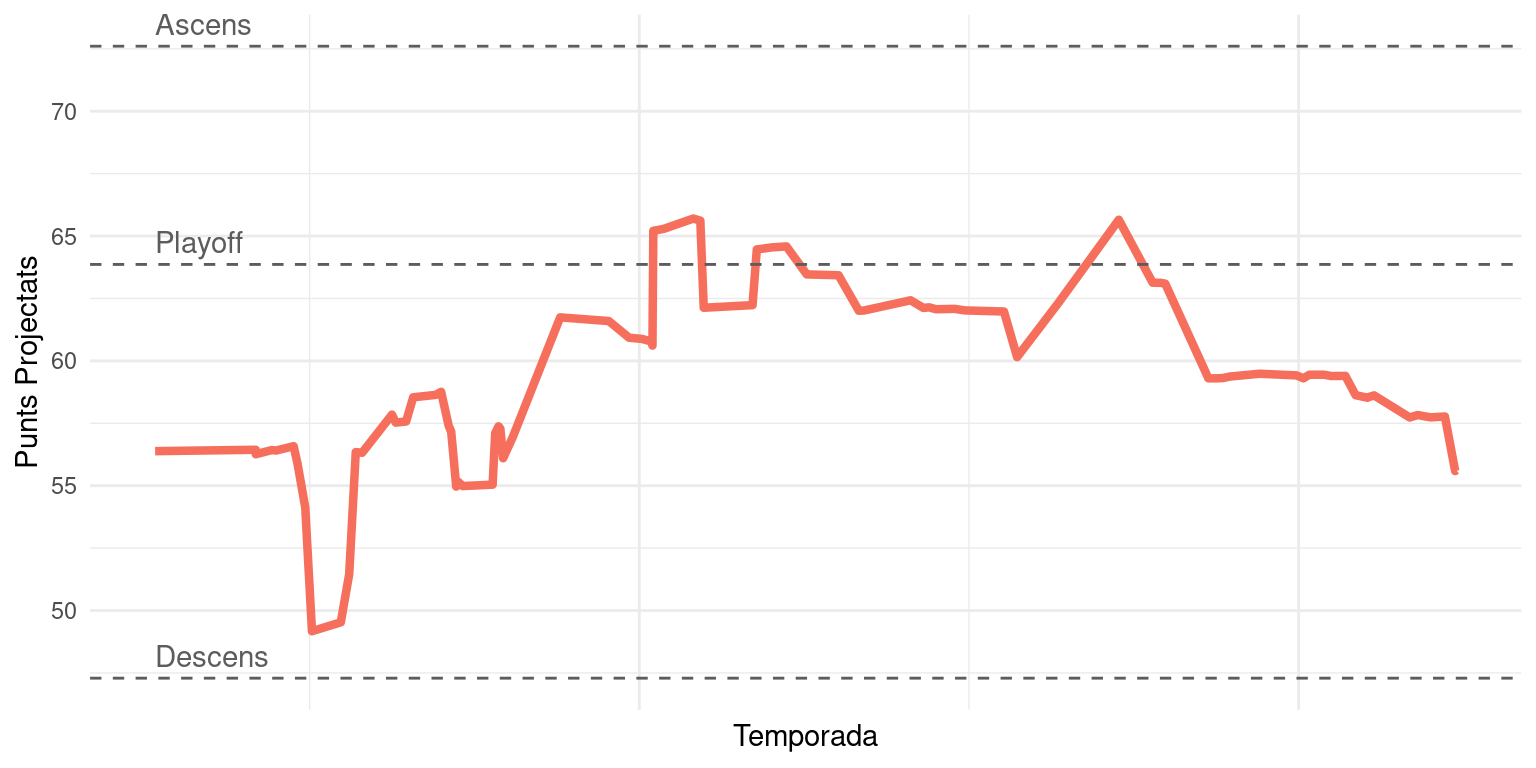 Ascens
70
Playoff
65
60
55
50
Descens
Punts Projectats
Temporada